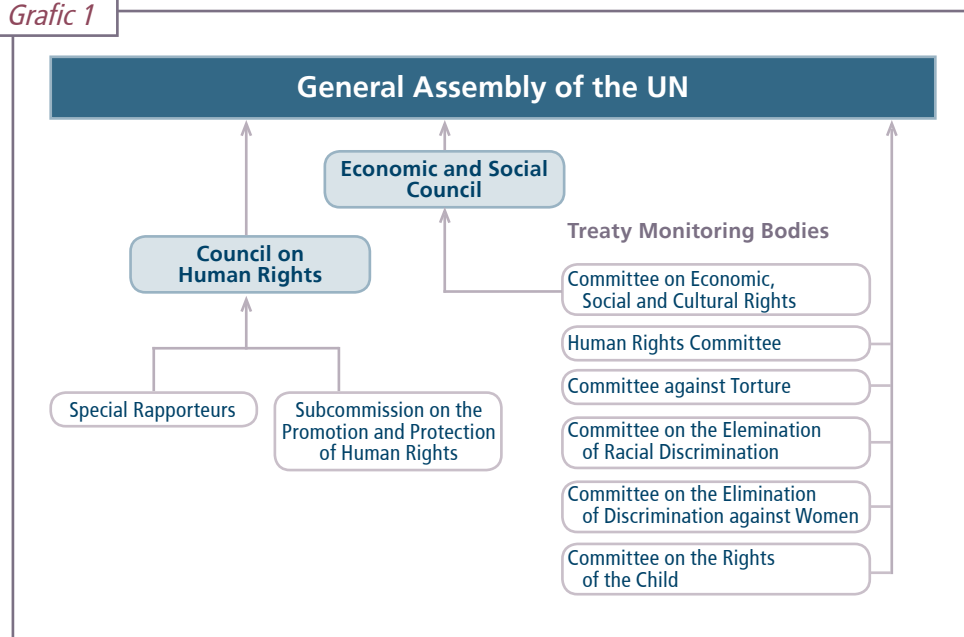 Grafic 1
General Assembly of the UN
Economic and Social
Council
Council on
Human Rights
Special Rapporteurs
Subcommission on the
Promotion and Protection
of Human Rights
Treaty Monitoring Bodies
Committee on Economic,
Social and Cultural Rights
Human Rights Committee
Committee against Torture
Committee on the Elemination
of Racial Discrimination
Committee on the Elimination
of Discrimination against Women
Committee on the Rights
of the Child